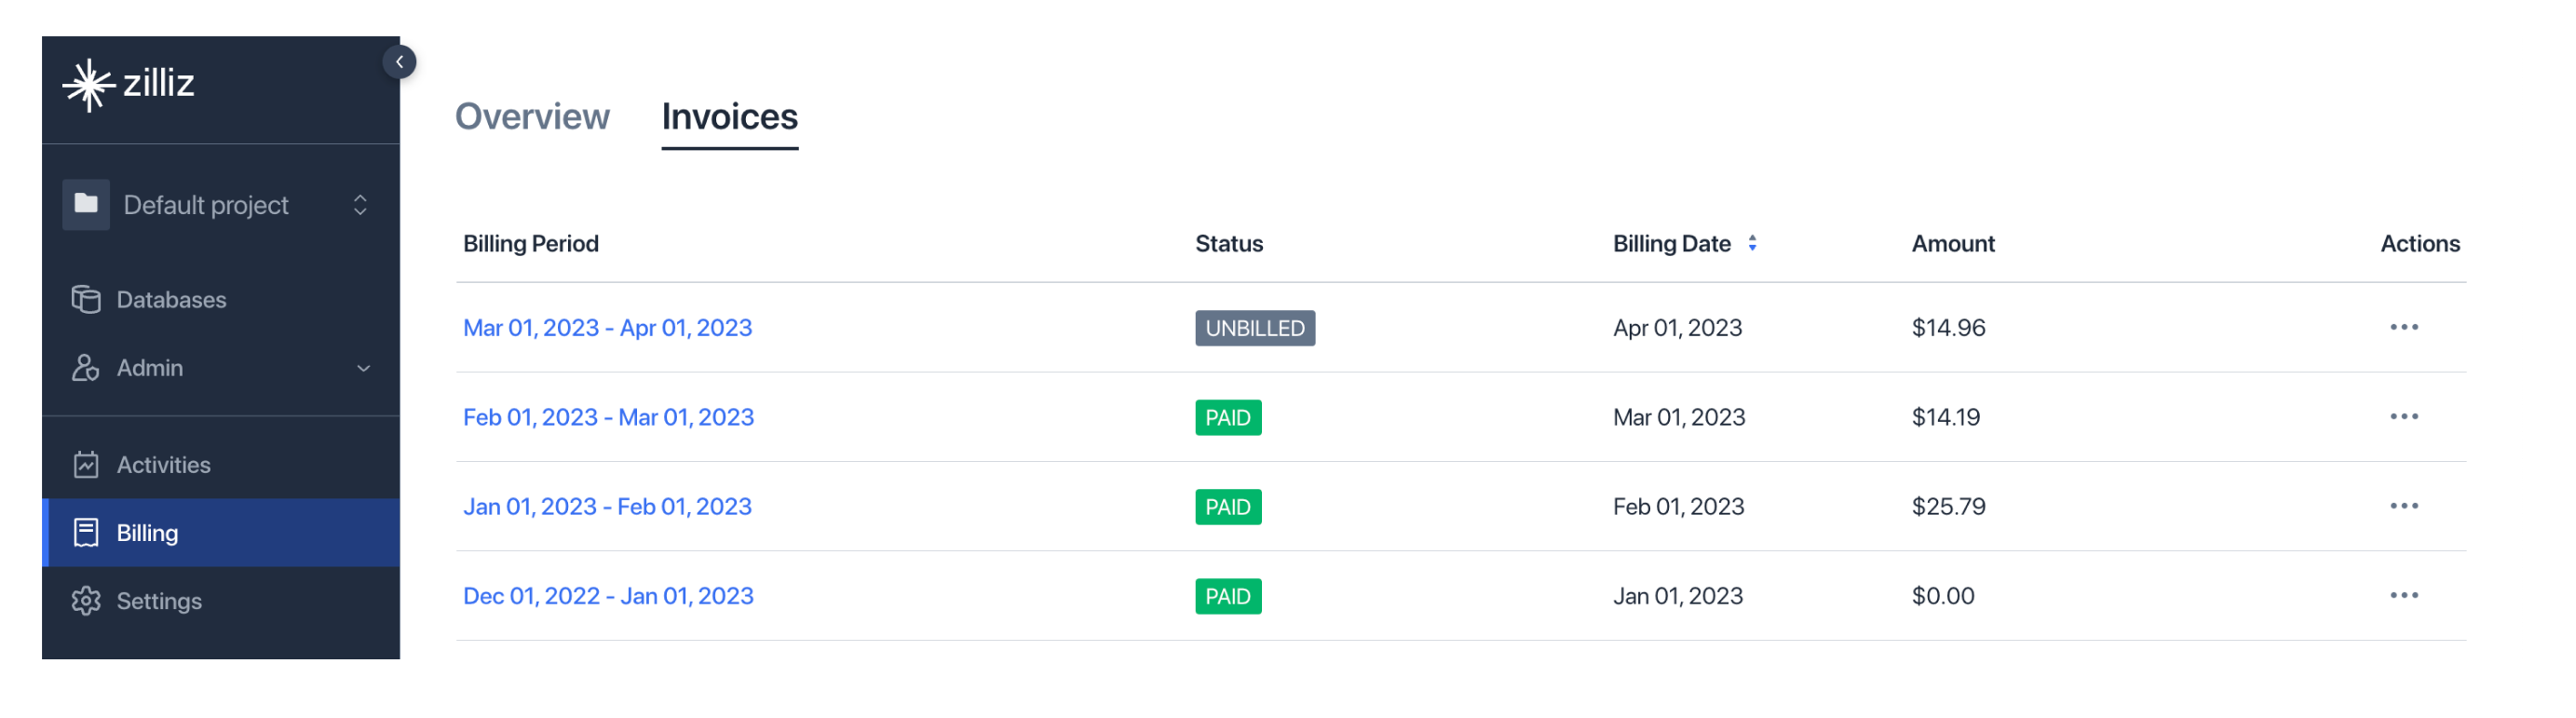 zilliz
Default project
Databases
Admin
Activities
Billing
Settings
Overview Invoices
Billing Period Status Billing Date Amount Actions
Mar 01, 2023 - Apr 01, 2023 UNBILLED Apr 01, 2023 $14.96
Feb 01, 2023 - Mar 01, 2023 PAID Mar 01, 2023 $14.19
Jan 01, 2023 - Feb 01, 2023 PAID Feb 01, 2023 $25.79
Dec 01, 2022 - Jan 01, 2023 PAID Jan 01, 2023 $0.00